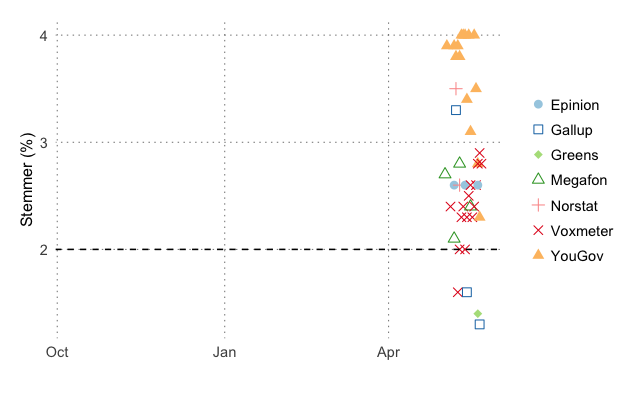 4
3
2
Stemmer (%)
Oct
Jan
Apr
Epinion
Gallup
Greens
Megafon
Norstat
Voxmeter
YouGov